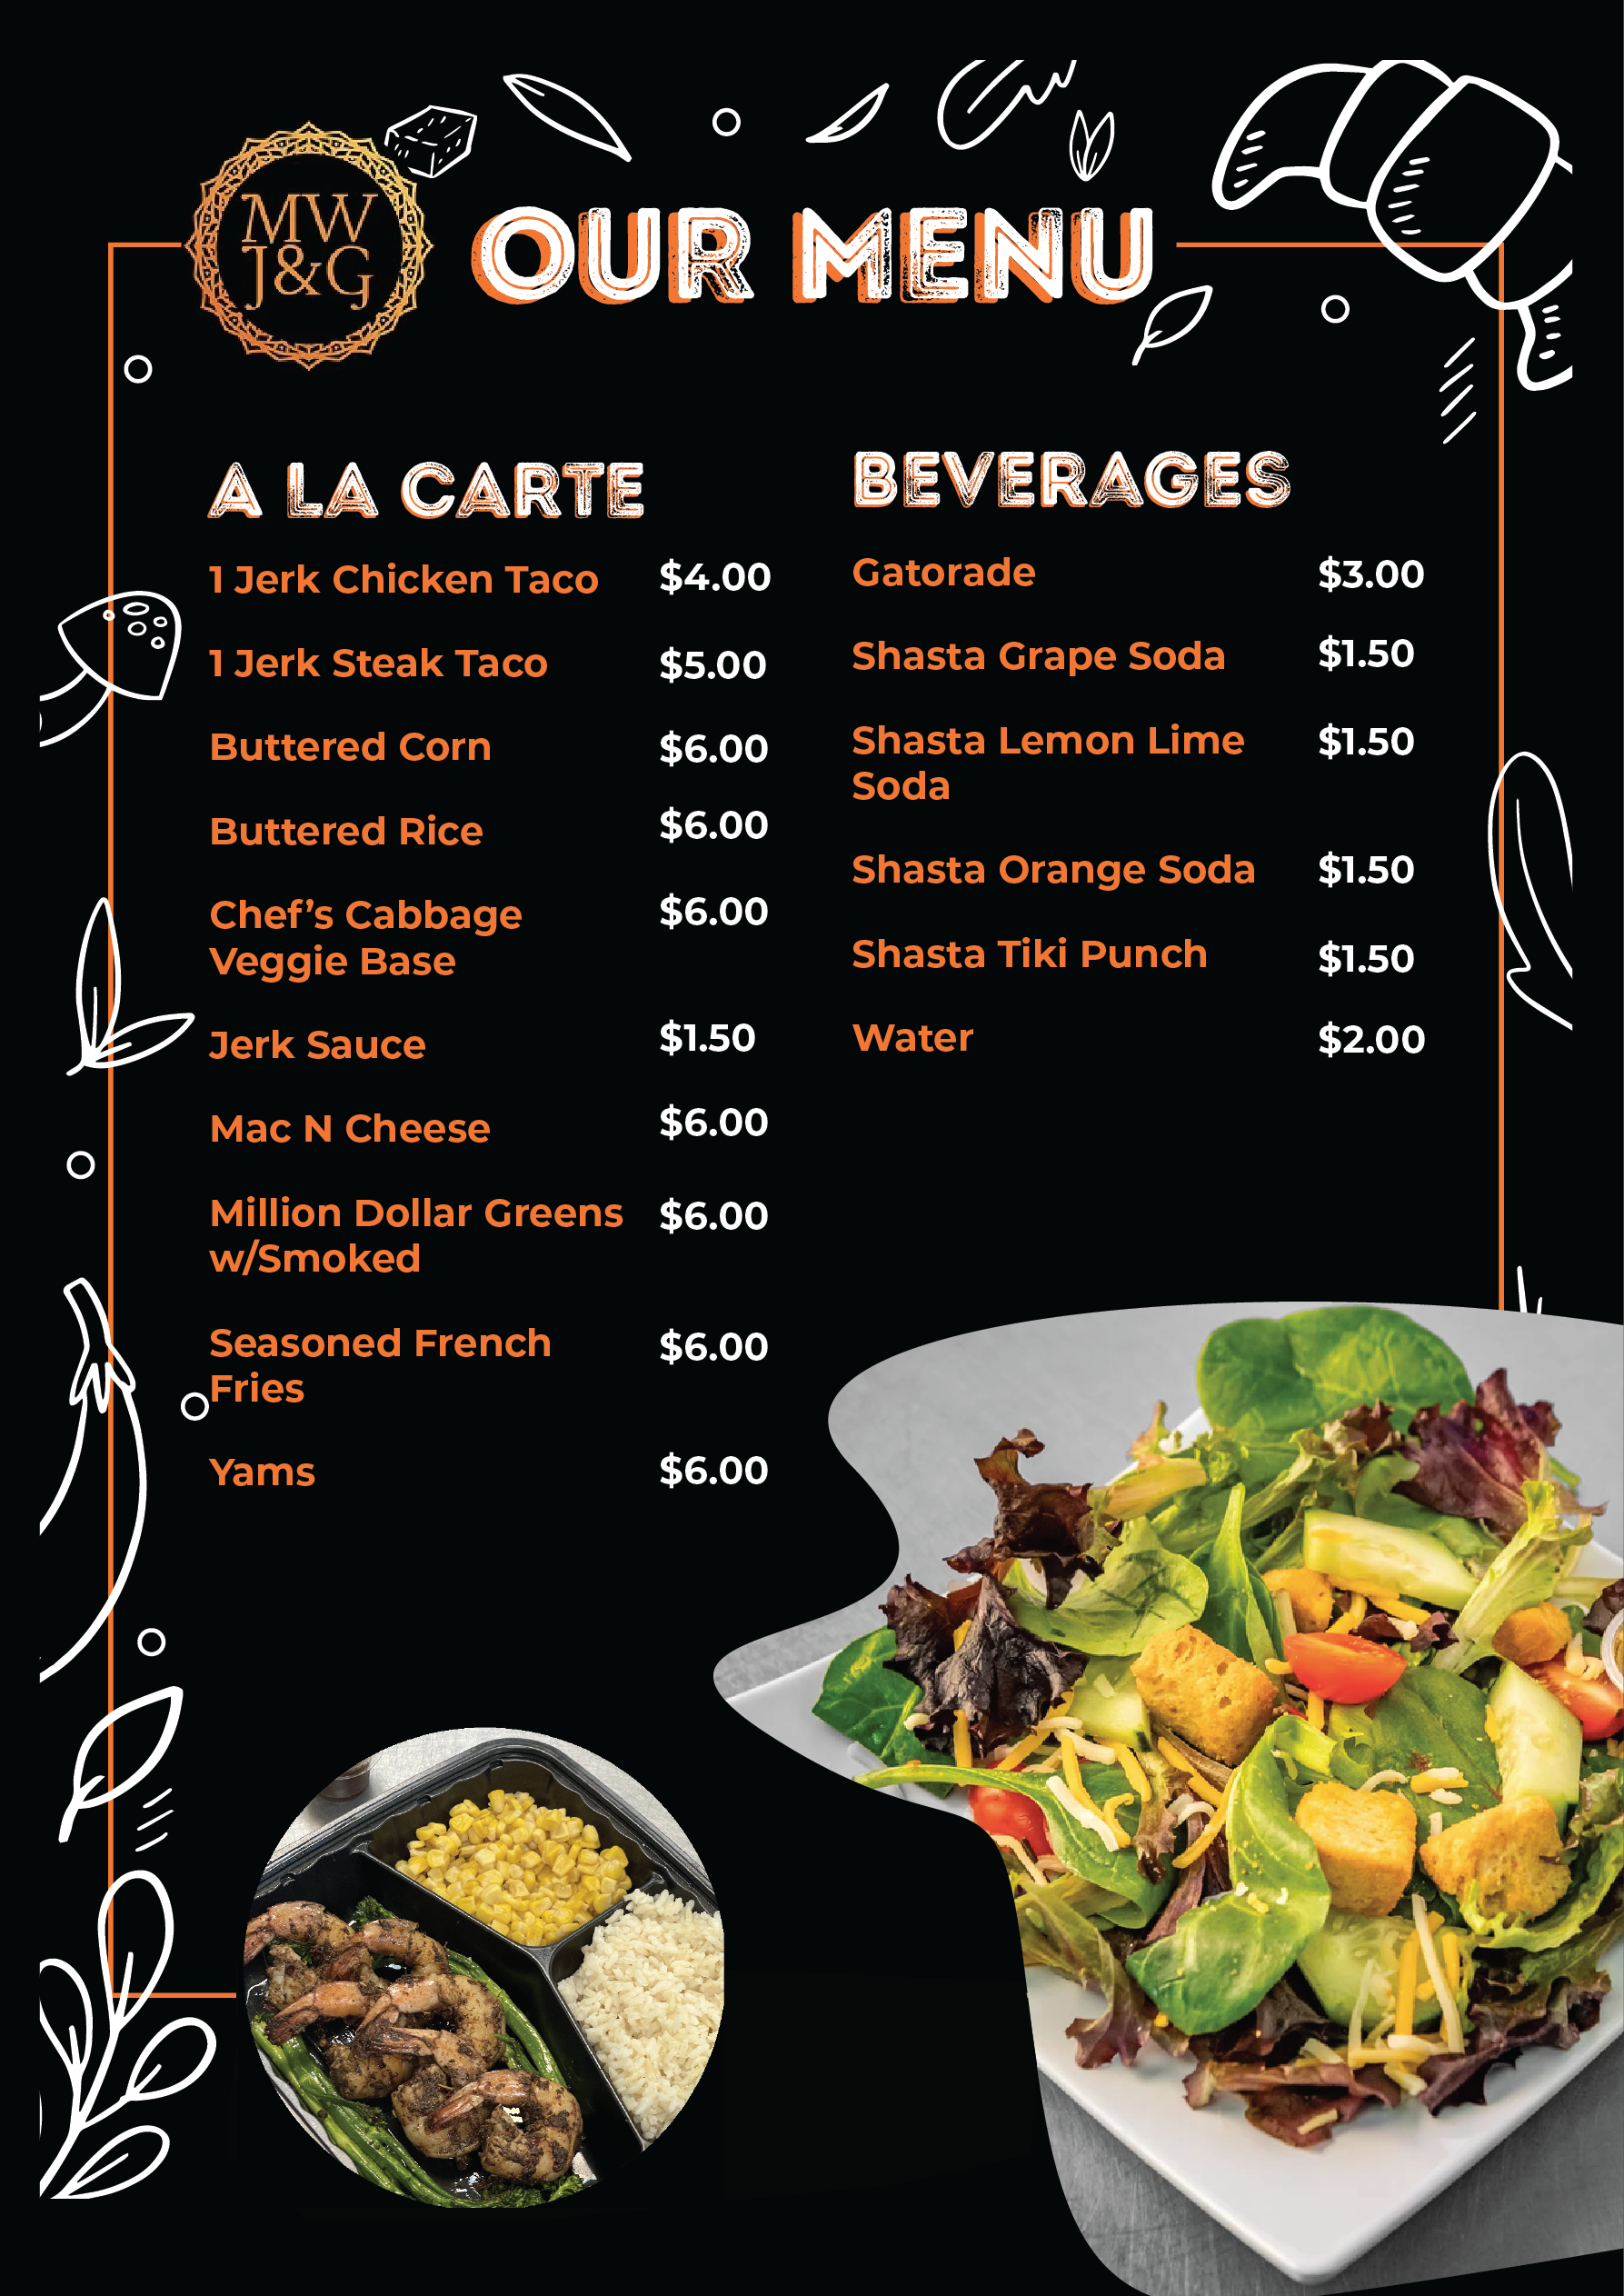 MW
J&G
OUR MENU
A LA CARTE
1 Jerk Chicken Taco $4.00
1 Jerk Steak Taco $5.00
Buttered Corn $6.00
Buttered Rice $6.00
Chef’s Cabbage $6.00
Veggie Base
Jerk Sauce $1.50
Mac N Cheese $6.00
Million Dollar Greens $6.00
w/Smoked
Seasoned French $6.00
Fries
Yams $6.00
BEVERAGES
Gatorade $3.00
Shasta Grape Soda $1.50
Shasta Lemon Lime $1.50
Soda
Shasta Orange Soda $1.50
Shasta Tiki Punch $1.50
Water $2.00